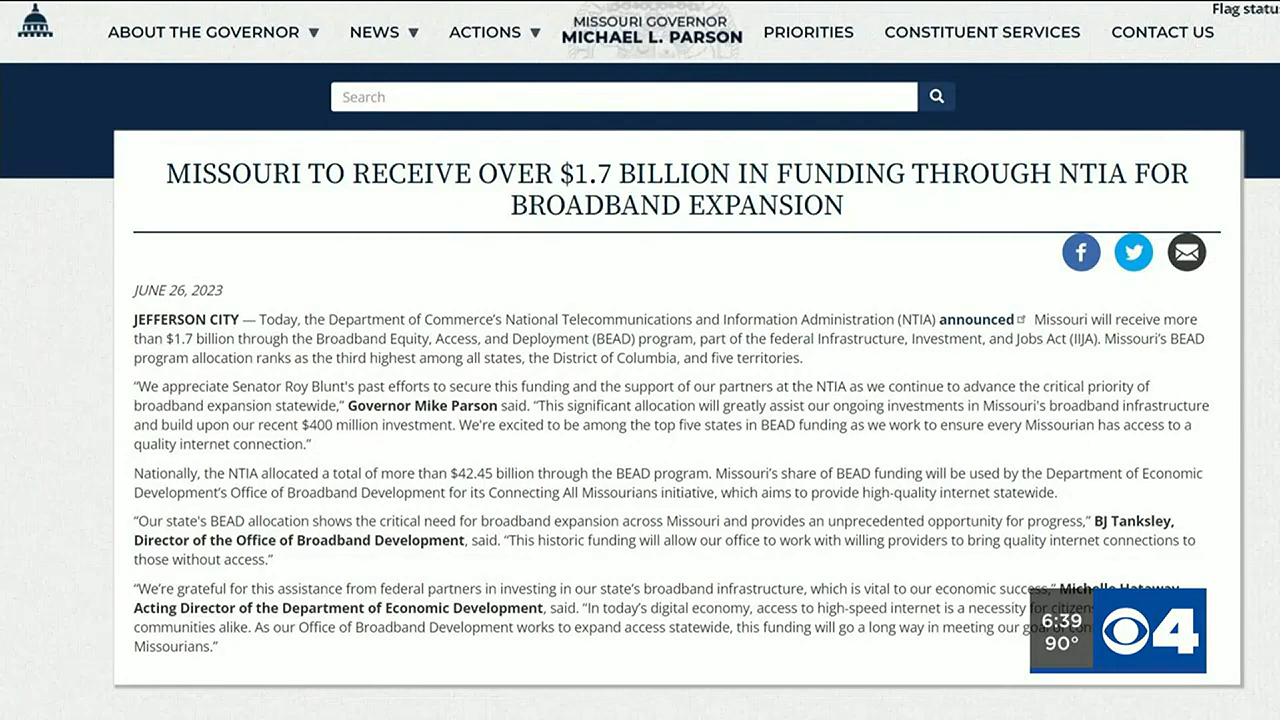 Flag statu
ABOUT THE GOVERNOR ▼ NEWS ▼ ACTIONS ▼ MISSOURI GOVERNOR MICHAEL L. PARSON PRIORITIES CONSTITUENT SERVICES CONTACT US
Search
MISSOURI TO RECEIVE OVER $1.7 BILLION IN FUNDING THROUGH NTIA FOR
BROADBAND EXPANSION
JUNE 26, 2023
JEFFERSON CITY — Today, the Department of Commerce's National Telecommunications and Information Administration (NTIA) announced Missouri will receive more
than $1.7 billion through the Broadband Equity, Access, and Deployment (BEAD) program, part of the federal Infrastructure, Investment, and Jobs Act (IIJA). Missouri's BEAD
program allocation ranks as the third highest among all states, the District of Columbia, and five territories.
“We appreciate Senator Roy Blunt's past efforts to secure this funding and the support of our partners at the NTIA as we continue to advance the critical priority of
broadband expansion statewide,” Governor Mike Parson said. “This significant allocation will greatly assist our ongoing investments in Missouri's broadband infrastructure
and build upon our recent $400 million investment. We're excited to be among the top five states in BEAD funding as we work to ensure every Missourian has access to a
quality internet connection.”
Nationally, the NTIA allocated a total of more than $42.45 billion through the BEAD program. Missouri's share of BEAD funding will be used by the Department of Economic
Development's Office of Broadband Development for its Connecting All Missourians initiative, which aims to provide high-quality internet statewide.
“Our state's BEAD allocation shows the critical need for broadband expansion across Missouri and provides an unprecedented opportunity for progress,” BJ Tanksley,
Director of the Office of Broadband Development, said. “This historic funding will allow our office to work with willing providers to bring quality internet connections to
those without access.”
“We're grateful for this assistance from federal partners in investing in our state's broadband infrastructure, which is vital to our economic success,” Michelle Hataway,
Acting Director of the Department of Economic Development, said. “In today's digital economy, access to high-speed internet is a necessity for citizens
communities alike. As our Office of Broadband Development works to expand access statewide, this funding will go a long way in meeting our goal of
Missourians.”
6:39
90°
4